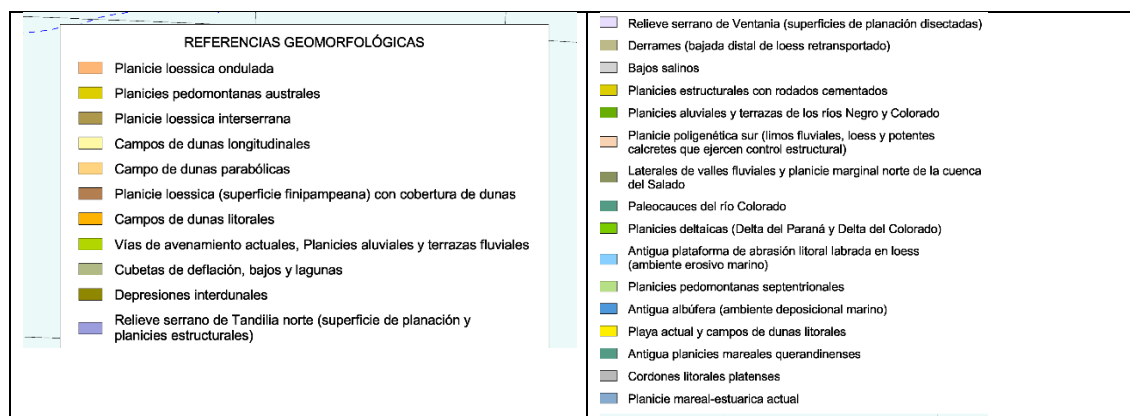 REFERENCIAS GEOMORFOLÓGICAS
Planicie loessica ondulada
Planicies pedomontanas australes
Planicie loessica interserrana
Campos de dunas longitudinales
Campo de dunas parabólicas
Planicie loessica (superficie finipampeana) con cobertura de dunas
Campos de dunas litorales
Vías de avenamiento actuales, Planicies aluviales y terrazas fluviales
Cubetas de deflación, bajos y lagunas
Depresiones interdunales
Relieve serrano de Tandilia norte (superficie de planación y
planicies estructurales)
Relieve serrano de Ventania (superficies de planación disectadas)
Derrames (bajada distal de loess retransportado)
Bajos salinos
Planicies estructurales con rodados cementados
Planicies aluviales y terrazas de los ríos Negro y Colorado
Planicie poligenética sur (limos fluviales, loess y potentes
calcretes que ejercen control estructural)
Laterales de valles fluviales y planicie marginal norte de la cuenca
del Salado
Paleocauces del río Colorado
Planicies deltaícas (Delta del Paraná y Delta del Colorado)
Antigua plataforma de abrasión litoral labrada en loess
(ambiente erosivo marino)
Planicies pedomontanas septentrionales
Antigua albúfera (ambiente deposicional marino)
Playa actual y campos de dunas litorales
Antigua planicies mareales querandinenses
Cordones litorales platenses
Planicie mareal-estuarica actual